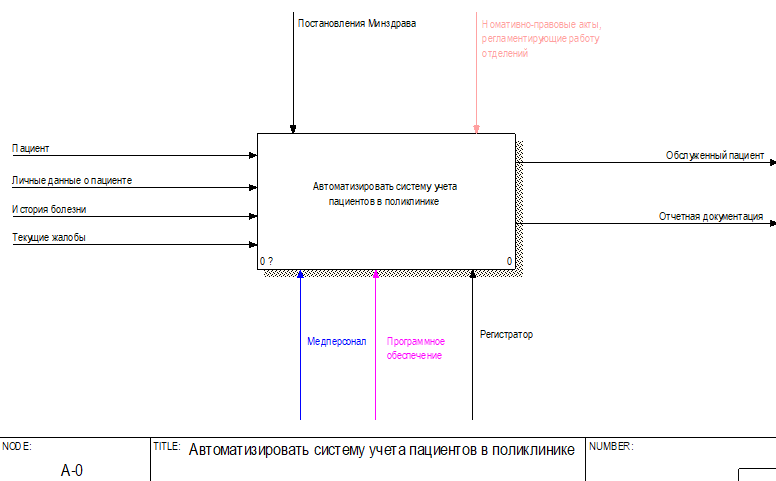 Постановления Минздрава
Номативно-правовые акты,
регламентирующие работу
отделений
Пациент
Личные данные о пациенте
История болезни
Текущие жалобы
Автоматизировать систему учета
пациентов в поликлинике
0 ?
0
Обслуженный пациент
Отчетная документация
Медперсонал
Программное
обеспечение
Регистратор
NODE:
A-0
TITLE:
Автоматизировать систему учета пациентов в поликлинике
NUMBER: